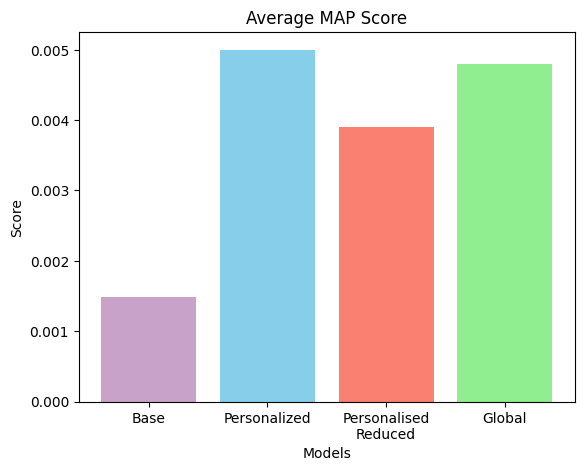 Average MAP Score
Score
0.005
0.004
0.003
0.002
0.001
0.000
Base
Personalized
Personalised
Reduced
Global
Models